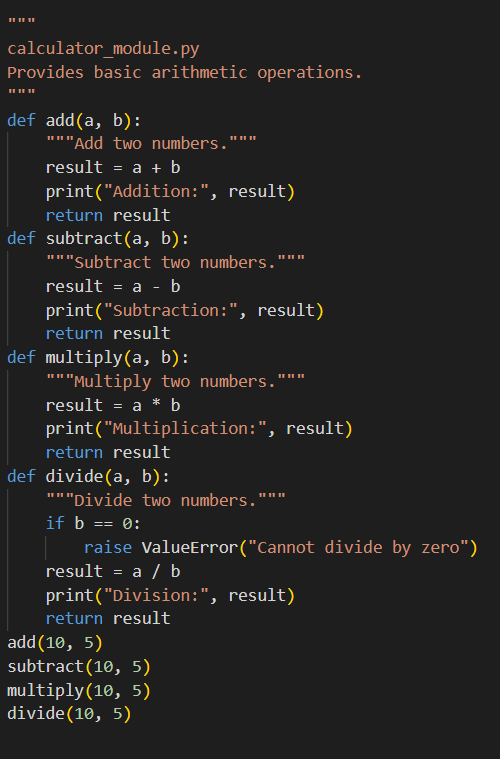 """
calculator_module.py
Provides basic arithmetic operations.
"""
def add(a, b):
    """Add two numbers."""
    result = a + b
    print("Addition:", result)
    return result
def subtract(a, b):
    """Subtract two numbers."""
    result = a - b
    print("Subtraction:", result)
    return result
def multiply(a, b):
    """Multiply two numbers."""
    result = a * b
    print("Multiplication:", result)
    return result
def divide(a, b):
    """Divide two numbers."""
    if b == 0:
        raise ValueError("Cannot divide by zero")
    result = a / b
    print("Division:", result)
    return result
add(10, 5)
subtract(10, 5)
multiply(10, 5)
divide(10, 5)